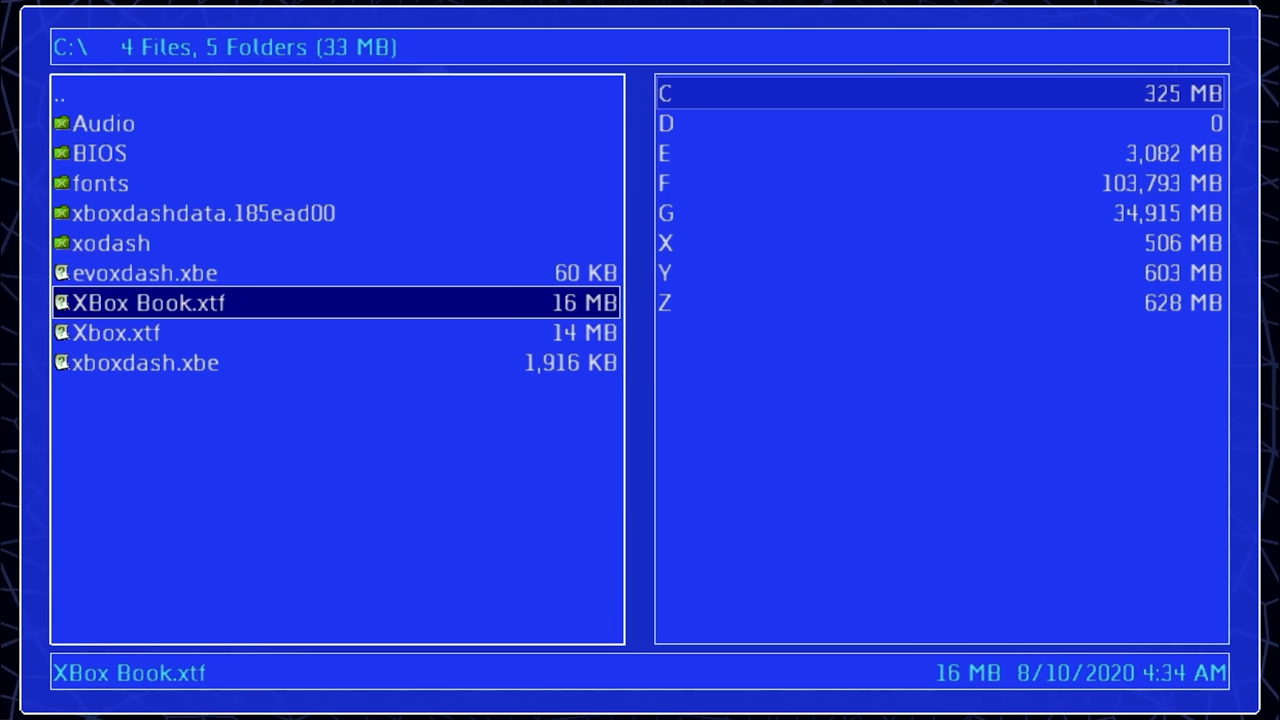 C:\ 4 Files, 5 Folders (33 MB)
..
Audio
BIOS
fonts
xboxdashdata.185ead00
xodash
evoxdash.xbe 60 KB
XBox Book.xtf 16 MB
Xbox.xtf 14 MB
xboxdash.xbe 1,916 KB
C 325 MB
D 0
E 3,082 MB
F 103,793 MB
G 34,915 MB
X 506 MB
Y 603 MB
Z 628 MB
XBox Book.xtf 16 MB 8/10/2020 4:34 AM